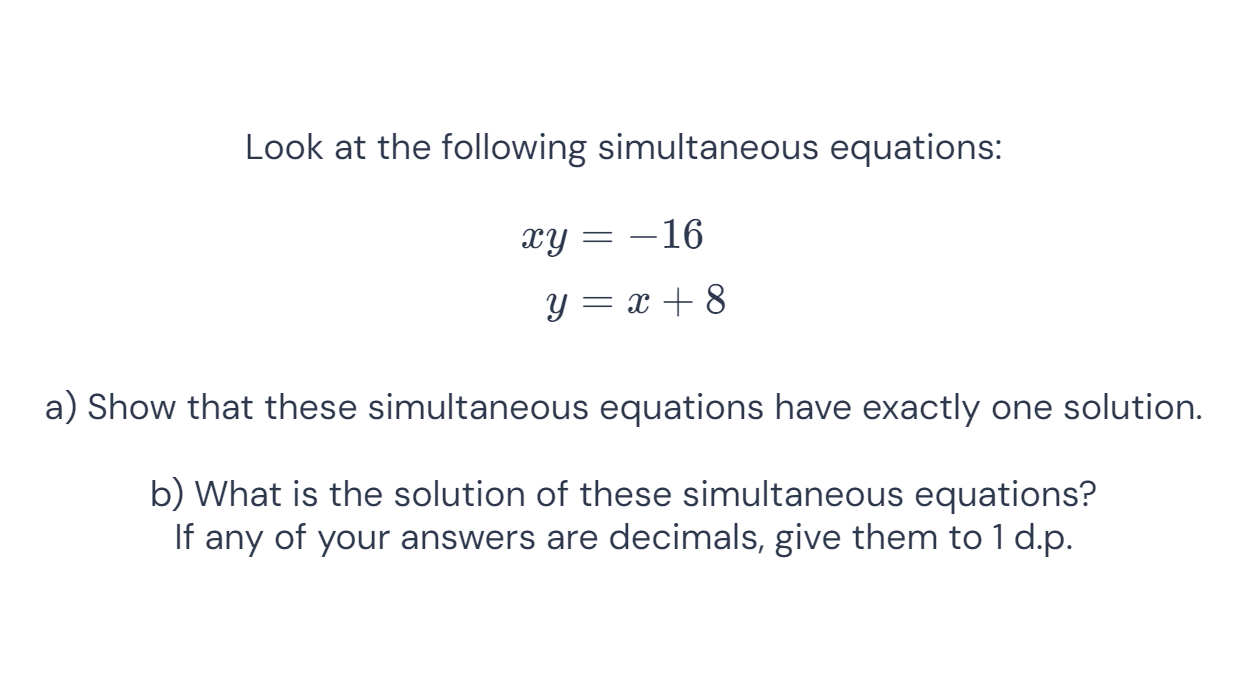 Look at the following simultaneous equations:
xy = −16
y = x + 8
a) Show that these simultaneous equations have exactly one solution.
b) What is the solution of these simultaneous equations?
If any of your answers are decimals, give them to 1 d.p.